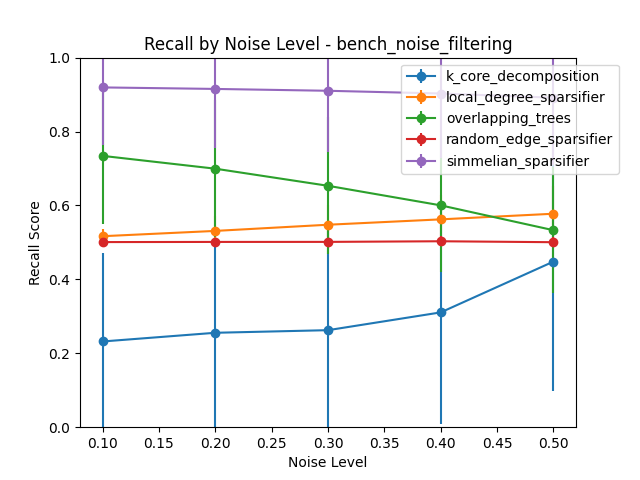 Recall by Noise Level - bench_noise_filtering
1.0
0.8
0.6
0.4
0.2
0.0
Recall Score
k_core_decomposition
local_degree_sparsifier
overlapping_trees
random_edge_sparsifier
simmelian_sparsifier
0.10 0.15 0.20 0.25 0.30 0.35 0.40 0.45 0.50
Noise Level